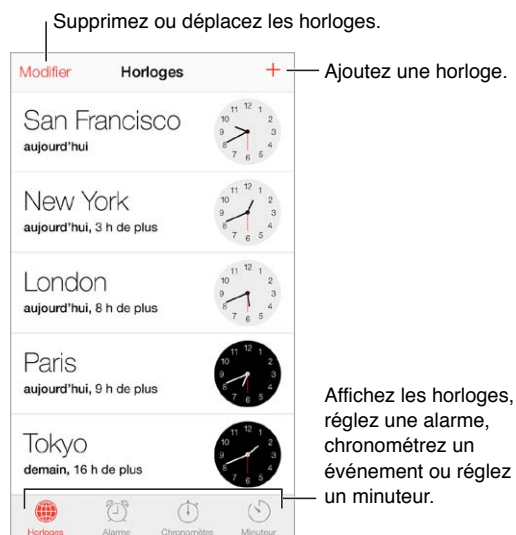 Supprimez ou déplacez les horloges.
Modifier Horloges +
Ajoutez une horloge.
San Francisco
aujourd'hui
New York
aujourd'hui, 3 h de plus
London
aujourd'hui, 8 h de plus
Paris
aujourd'hui, 9 h de plus
Tokyo
demain, 16 h de plus
Affichez les horloges,
réglez une alarme,
chronométrez un
événement ou réglez
un minuteur.
Horloges Alarme Chronomètre Minuteur